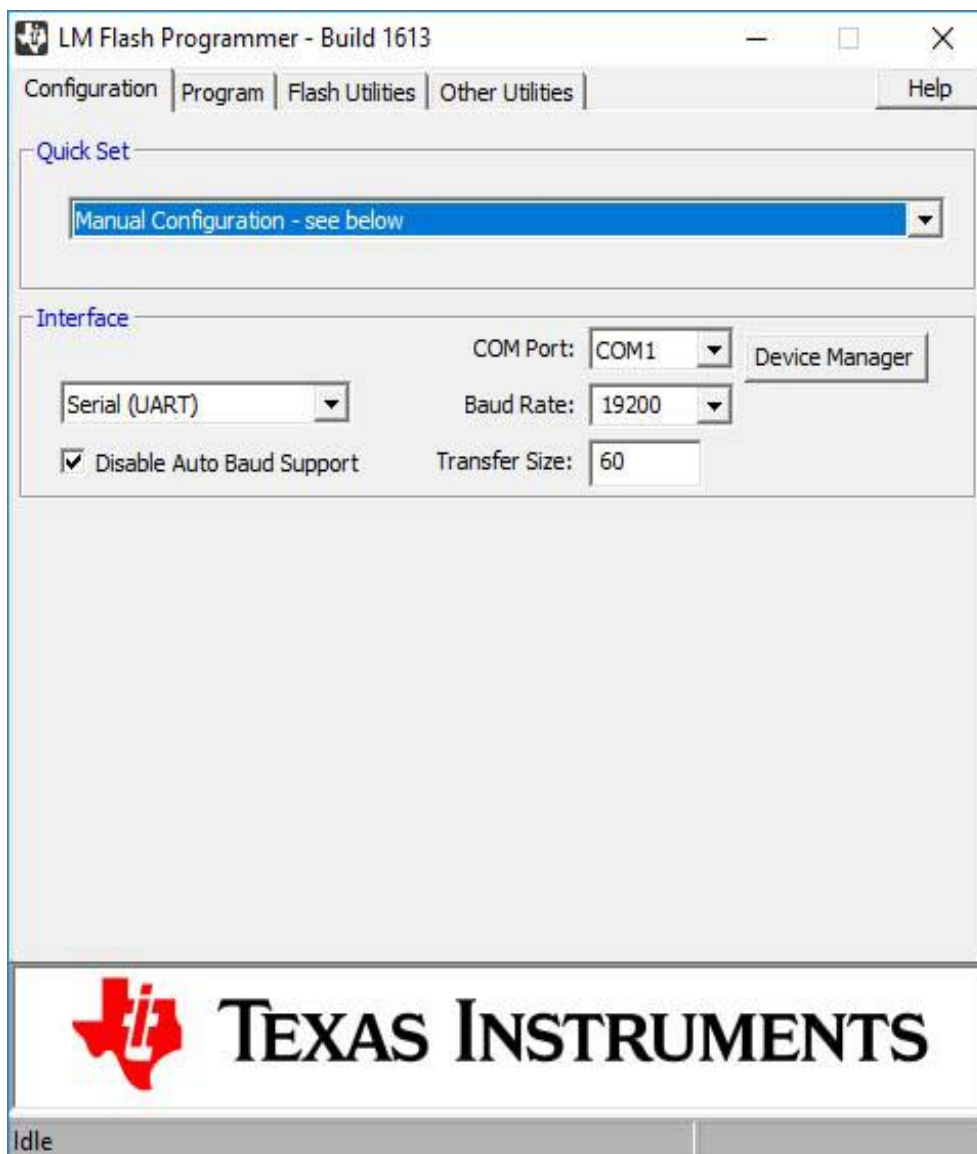 LM Flash Programmer - Build 1613
Configuration Program Flash Utilities Other Utilities Help
Quick Set
Manual Configuration - see below
Interface
COM Port: COM1 Device Manager
Serial (UART) Baud Rate: 19200
Disable Auto Baud Support Transfer Size: 60
TEXAS INSTRUMENTS
Idle